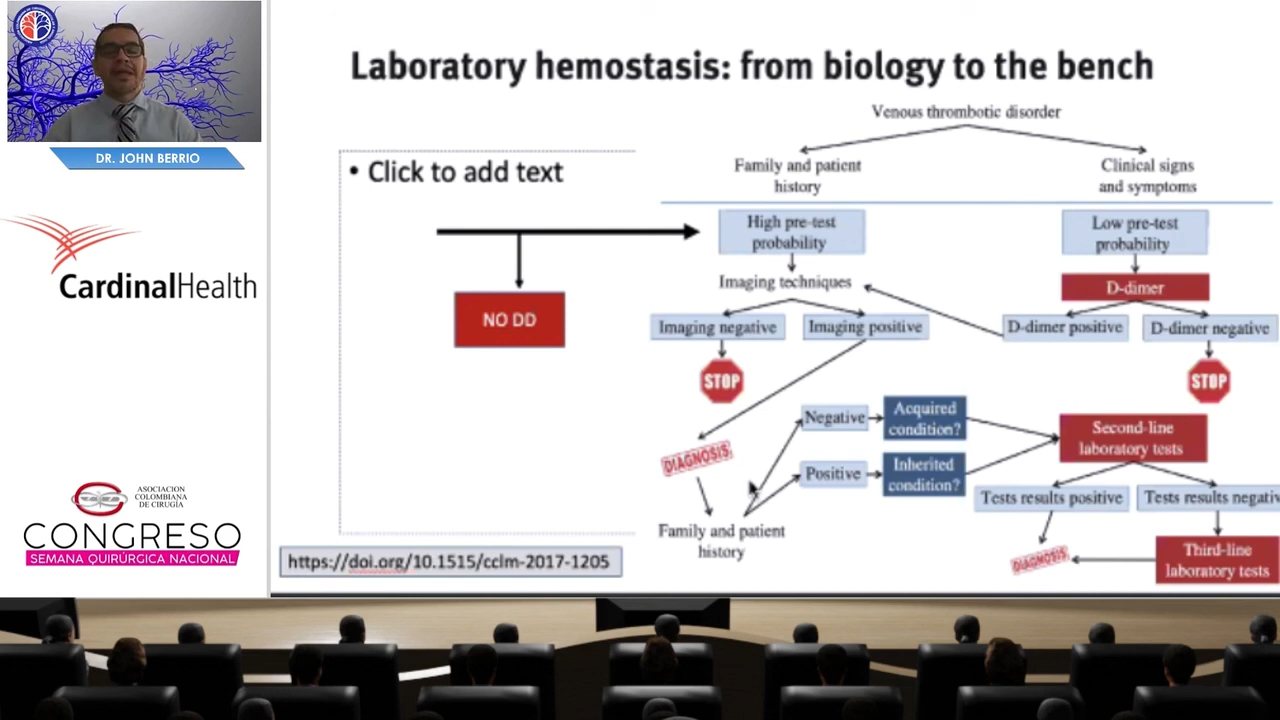 Laboratory hemostasis: from biology to the bench
DR. JOHN BERRIO
CardinalHealth
ASOCIACION
COLOMBIANA
DE CIRUGÍA
CONGRESO
SEMANA QUIRÚRGICA NACIONAL
• Click to add text
NO DD
https://doi.org/10.1515/cclm-2017-1205
Venous thrombotic disorder
Family and patient
history
Clinical signs
and symptoms
High pre-test
probability
Low pre-test
probability
Imaging techniques
D-dimer
Imaging negative
Imaging positive
D-dimer positive
D-dimer negative
STOP
STOP
DIAGNOSIS
Negative
Acquired
condition?
Second-line
laboratory tests
Positive
Inherited
condition?
Tests results positive
Tests results negativ
Family and patient
history
DIAGNOSIS
Third-line
laboratory tests